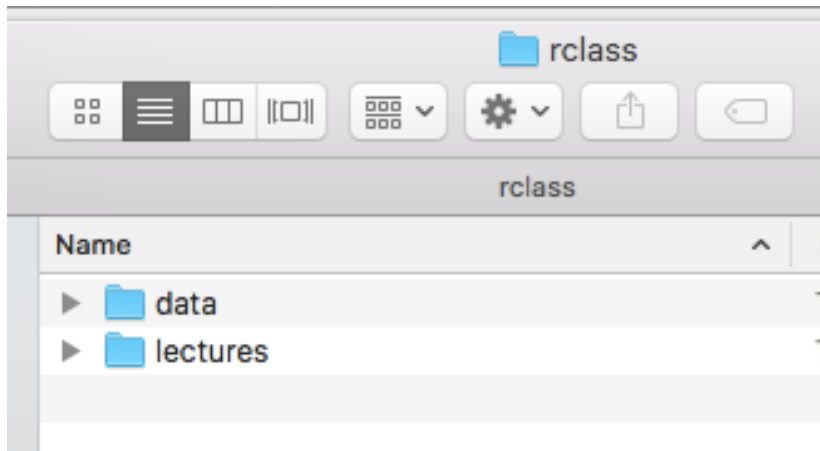 rclass
rclass
Name
data
lectures